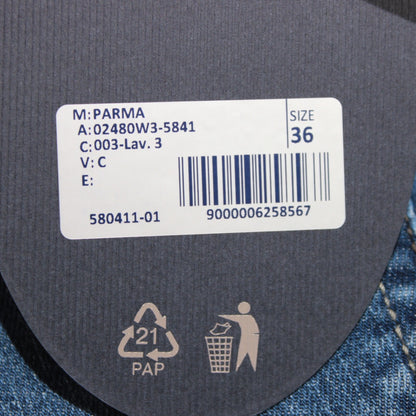 M: PARMA
A: 02480W3-5841
C: 003-Lav. 3
V: C
E:
SIZE
36
580411-01
9000006258567
21
PAP